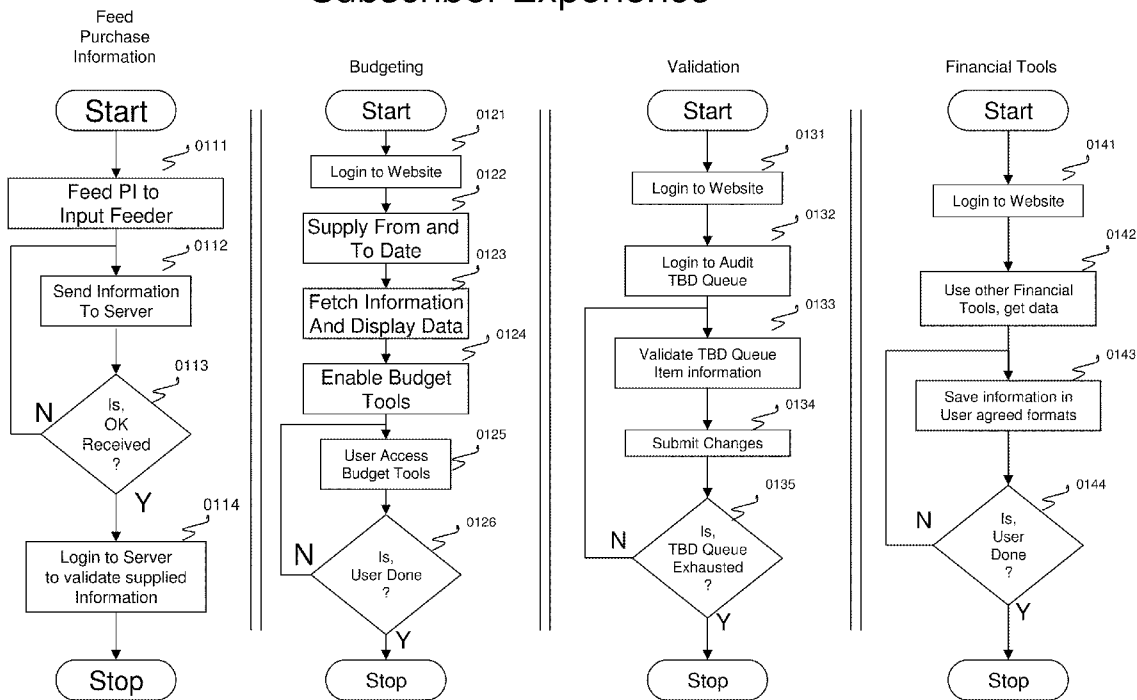 Subscriber Experience
Feed
Purchase
Information
Start
0111
Feed PI to
Input Feeder
0112
Send Information
To Server
0113
Is,
OK
Received
?
N
Y
0114
Login to Server
to validate supplied
Information
Stop
Budgeting
Start
0121
Login to Website
0122
Supply From and
To Date
0123
Fetch Information
And Display Data
0124
Enable Budget
Tools
0125
User Access
Budget Tools
0126
Is,
User Done
?
N
Y
Stop
Validation
Start
0131
Login to Website
0132
Login to Audit
TBD Queue
0133
Validate TBD Queue
Item information
0134
Submit Changes
0135
Is,
TBD Queue
Exhausted
?
N
Y
Stop
Financial Tools
Start
0141
Login to Website
0142
Use other Financial
Tools, get data
0143
Save information in
User agreed formats
0144
Is,
User
Done
?
N
Y
Stop